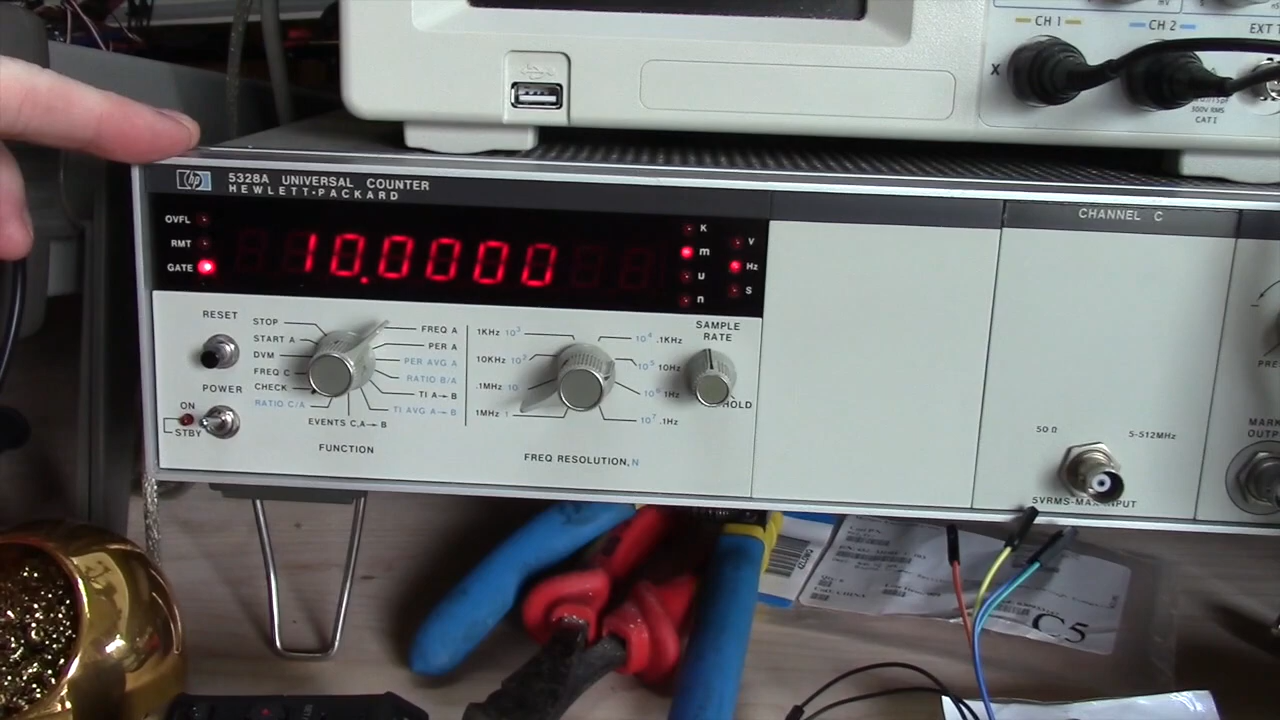 CH 1
CH 2
EXT T
X
300V RMS
CAT I
hp
5328A UNIVERSAL COUNTER
HEWLETT-PACKARD
OVFL
RMT
GATE
10.0000
K
m
u
n
V
Hz
S
CHANNEL C
RESET
POWER
ON
STBY
STOP
START A
DVM
FREQ C
CHECK
RATIO C/A
EVENTS C,A→B
FREQ A
PER A
PER AVG A
RATIO B/A
TI A→B
TI AVG A→B
FUNCTION
1KHz 10³
10KHz 10²
.1MHz 10
1MHz 1
10⁴ .1KHz
10⁵ 10Hz
10⁶ 1Hz
10⁷ .1Hz
FREQ RESOLUTION, N
SAMPLE
RATE
HOLD
50 Ω
5-512MHz
5VRMS-MAX INPUT
C5